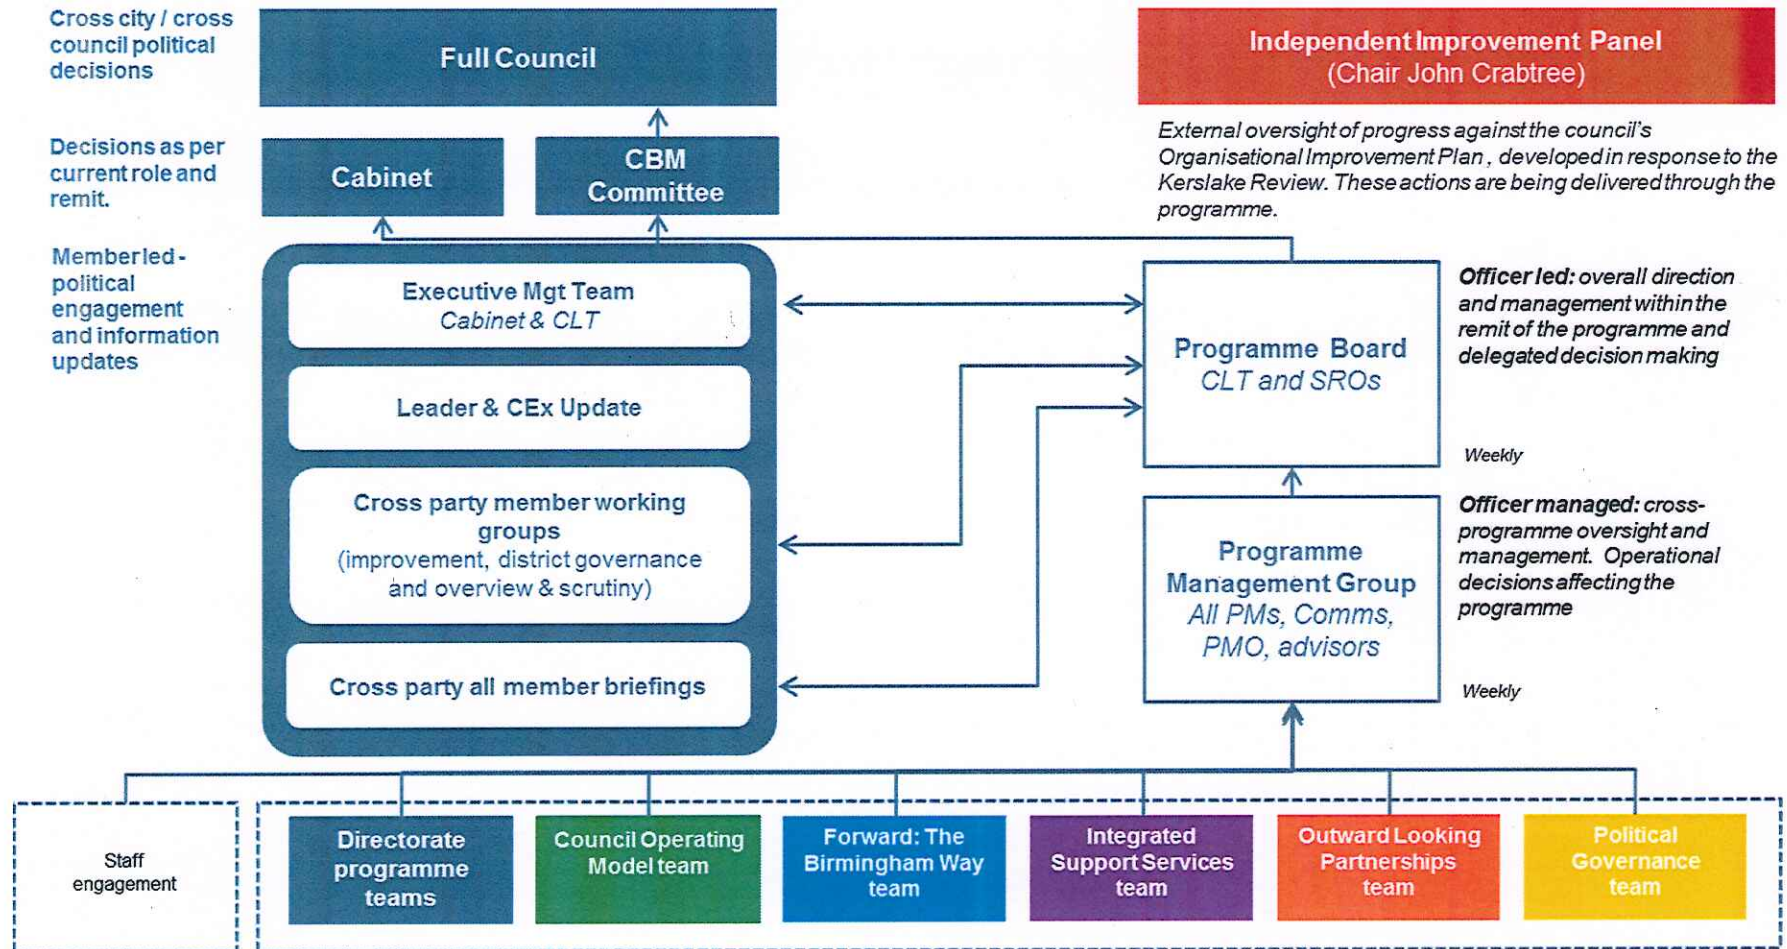 Cross city / cross
council political
decisions
Full Council
Independent Improvement Panel
(Chair John Crabtree)
Decisions as per
current role and
remit.
Cabinet
CBM
Committee
External oversight of progress against the council's
Organisational Improvement Plan , developed in response to the
Kerslake Review. These actions are being delivered through the
programme.
Member led -
political
engagement
and information
updates
Executive Mgt Team
Cabinet & CLT
Leader & CEx Update
Cross party member working
groups
(improvement, district governance
and overview & scrutiny)
Cross party all member briefings
Programme Board
CLT and SROs
Weekly
Officer led: overall direction
and management within the
remit of the programme and
delegated decision making
Programme
Management Group
All PMs, Comms,
PMO, advisors
Weekly
Officer managed: cross-
programme oversight and
management. Operational
decisions affecting the
programme
Staff
engagement
Directorate
programme
teams
Council Operating
Model team
Forward: The
Birmingham Way
team
Integrated
Support Services
team
Outward Looking
Partnerships
team
Political
Governance
team